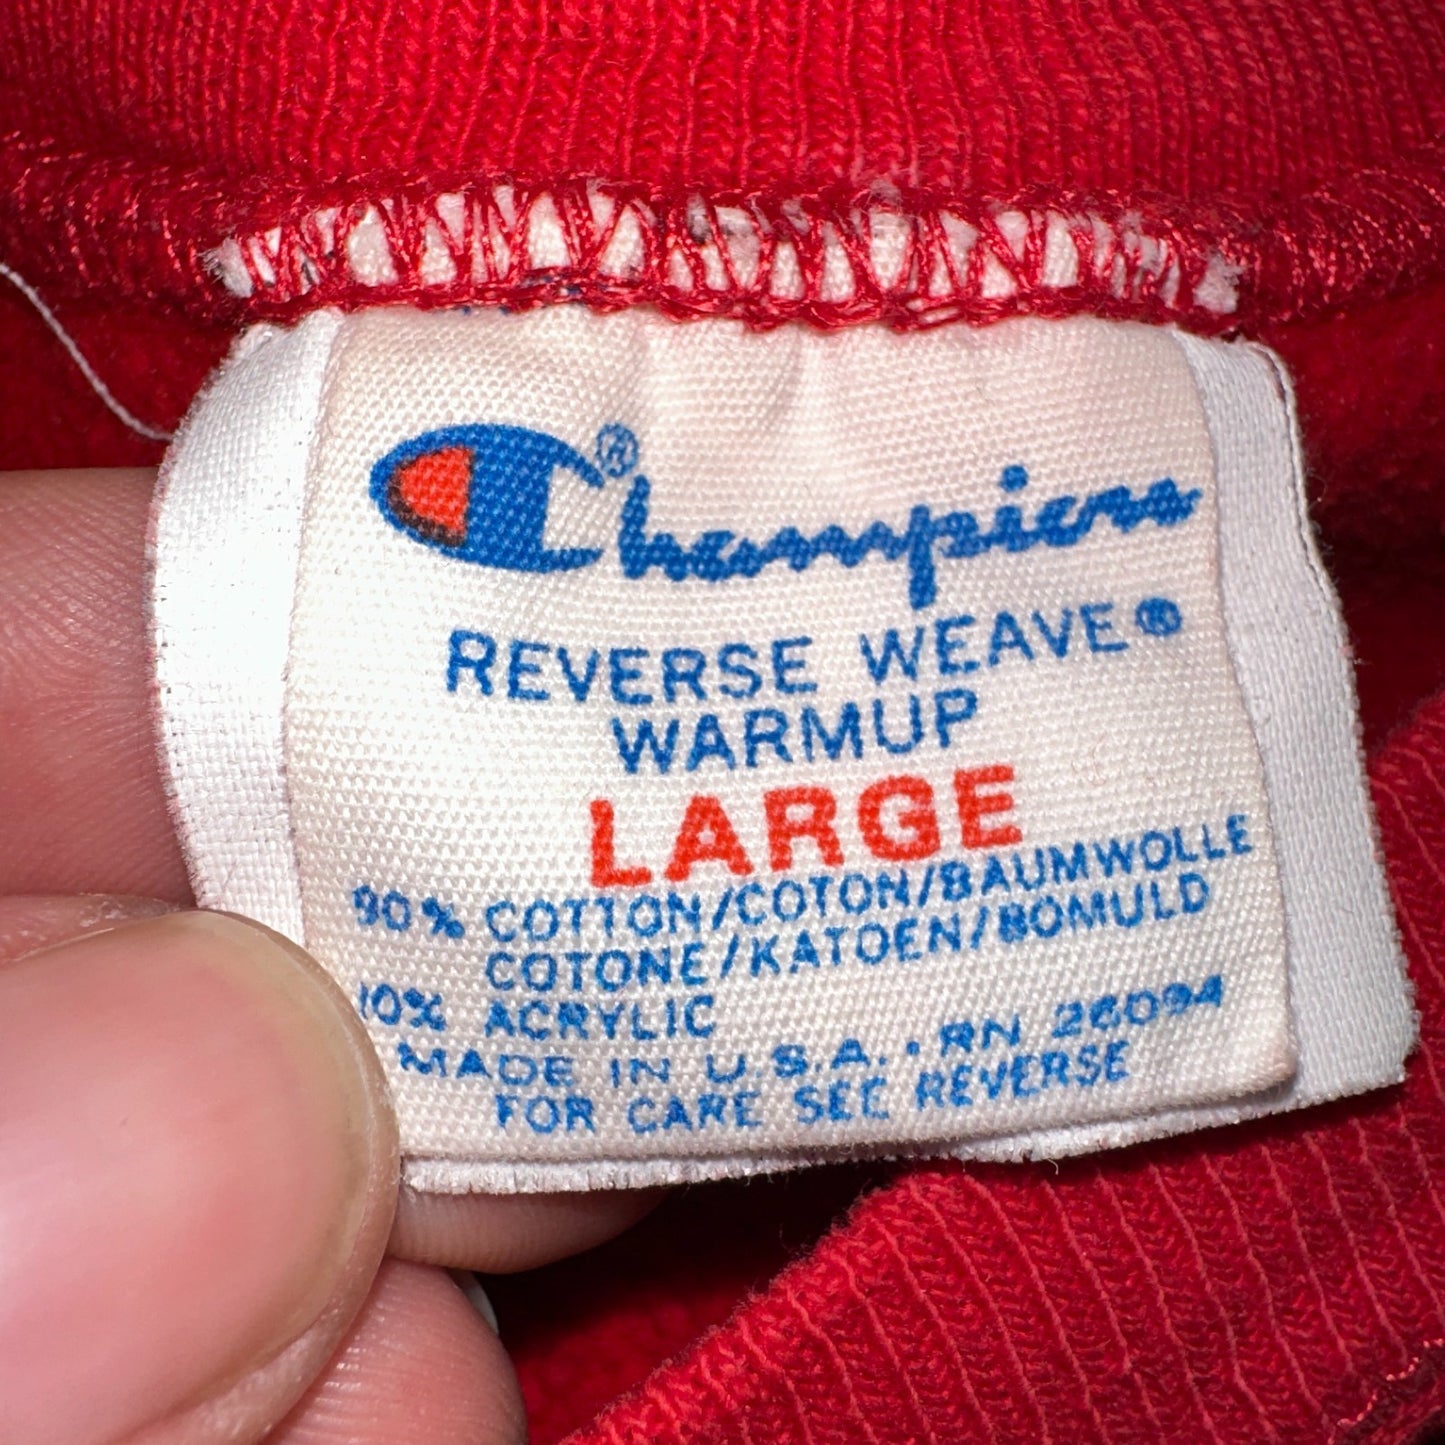 Champion®
REVERSE WEAVE®
WARMUP
LARGE
90% COTTON/COTON/BAUMWOLLE
COTONE/KATOEN/BOMULD
10% ACRYLIC
MADE IN U.S.A. • RN 26094
FOR CARE SEE REVERSE